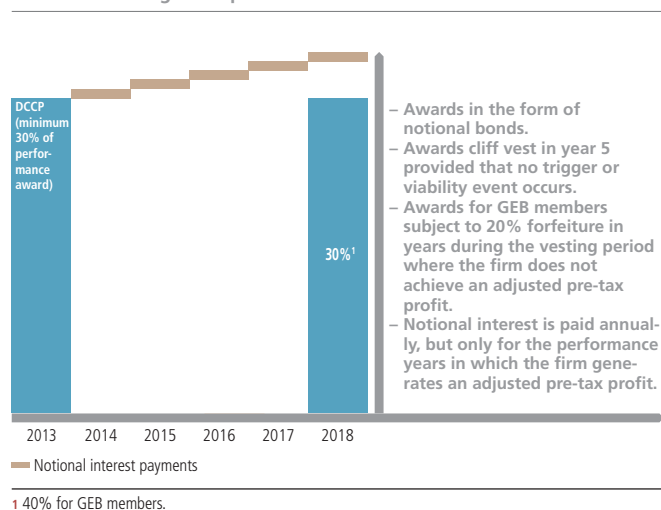 DCCP
(minimum
30% of
perfor-
mance
award)
30%1
– Awards in the form of
notional bonds.
– Awards cliff vest in year 5
provided that no trigger or
viability event occurs.
– Awards for GEB members
subject to 20% forfeiture in
years during the vesting period
where the firm does not
achieve an adjusted pre-tax
profit.
– Notional interest is paid annual-
ly, but only for the performance
years in which the firm gene-
rates an adjusted pre-tax profit.
2013 2014 2015 2016 2017 2018
Notional interest payments
1 40% for GEB members.